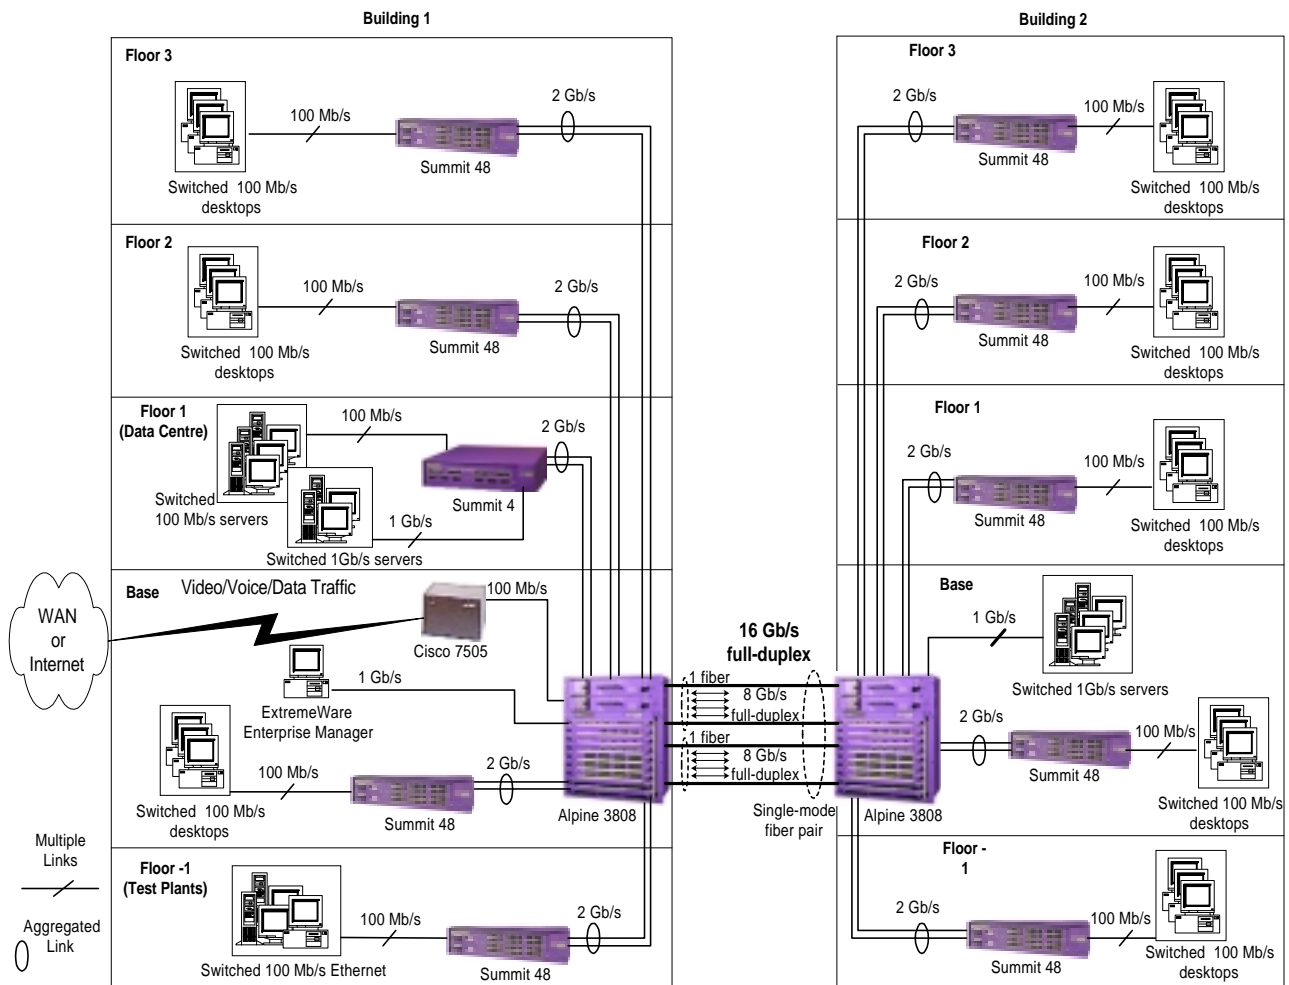 Building 1
Floor 3
100 Mb/s
2 Gb/s
Summit 48
Switched 100 Mb/s
desktops
Floor 2
100 Mb/s
2 Gb/s
Summit 48
Switched 100 Mb/s
desktops
Floor 1
(Data Centre)
100 Mb/s
2 Gb/s
Summit 4
Switched
100 Mb/s servers
1 Gb/s
Switched 1Gb/s servers
Base
Video/Voice/Data Traffic
100 Mb/s
WAN
or
Internet
Cisco 7505
1 Gb/s
ExtremeWare
Enterprise Manager
100 Mb/s
2 Gb/s
Switched 100 Mb/s
desktops
Summit 48
Alpine 3808
Floor -1
(Test Plants)
100 Mb/s
2 Gb/s
Switched 100 Mb/s Ethernet
Summit 48
Multiple
Links
Aggregated
Link
16 Gb/s
full-duplex
1 fiber
8 Gb/s
full-duplex
1 fiber
8 Gb/s
full-duplex
Single-mode
fiber pair
Building 2
Floor 3
2 Gb/s
100 Mb/s
Summit 48
Switched 100 Mb/s
desktops
Floor 2
2 Gb/s
100 Mb/s
Summit 48
Switched 100 Mb/s
desktops
Floor 1
2 Gb/s
100 Mb/s
Summit 48
Switched 100 Mb/s
desktops
Base
1 Gb/s
Switched 1Gb/s servers
2 Gb/s
100 Mb/s
Summit 48
Alpine 3808
Switched 100 Mb/s
desktops
Floor -
1
2 Gb/s
100 Mb/s
Summit 48
Switched 100 Mb/s
desktops